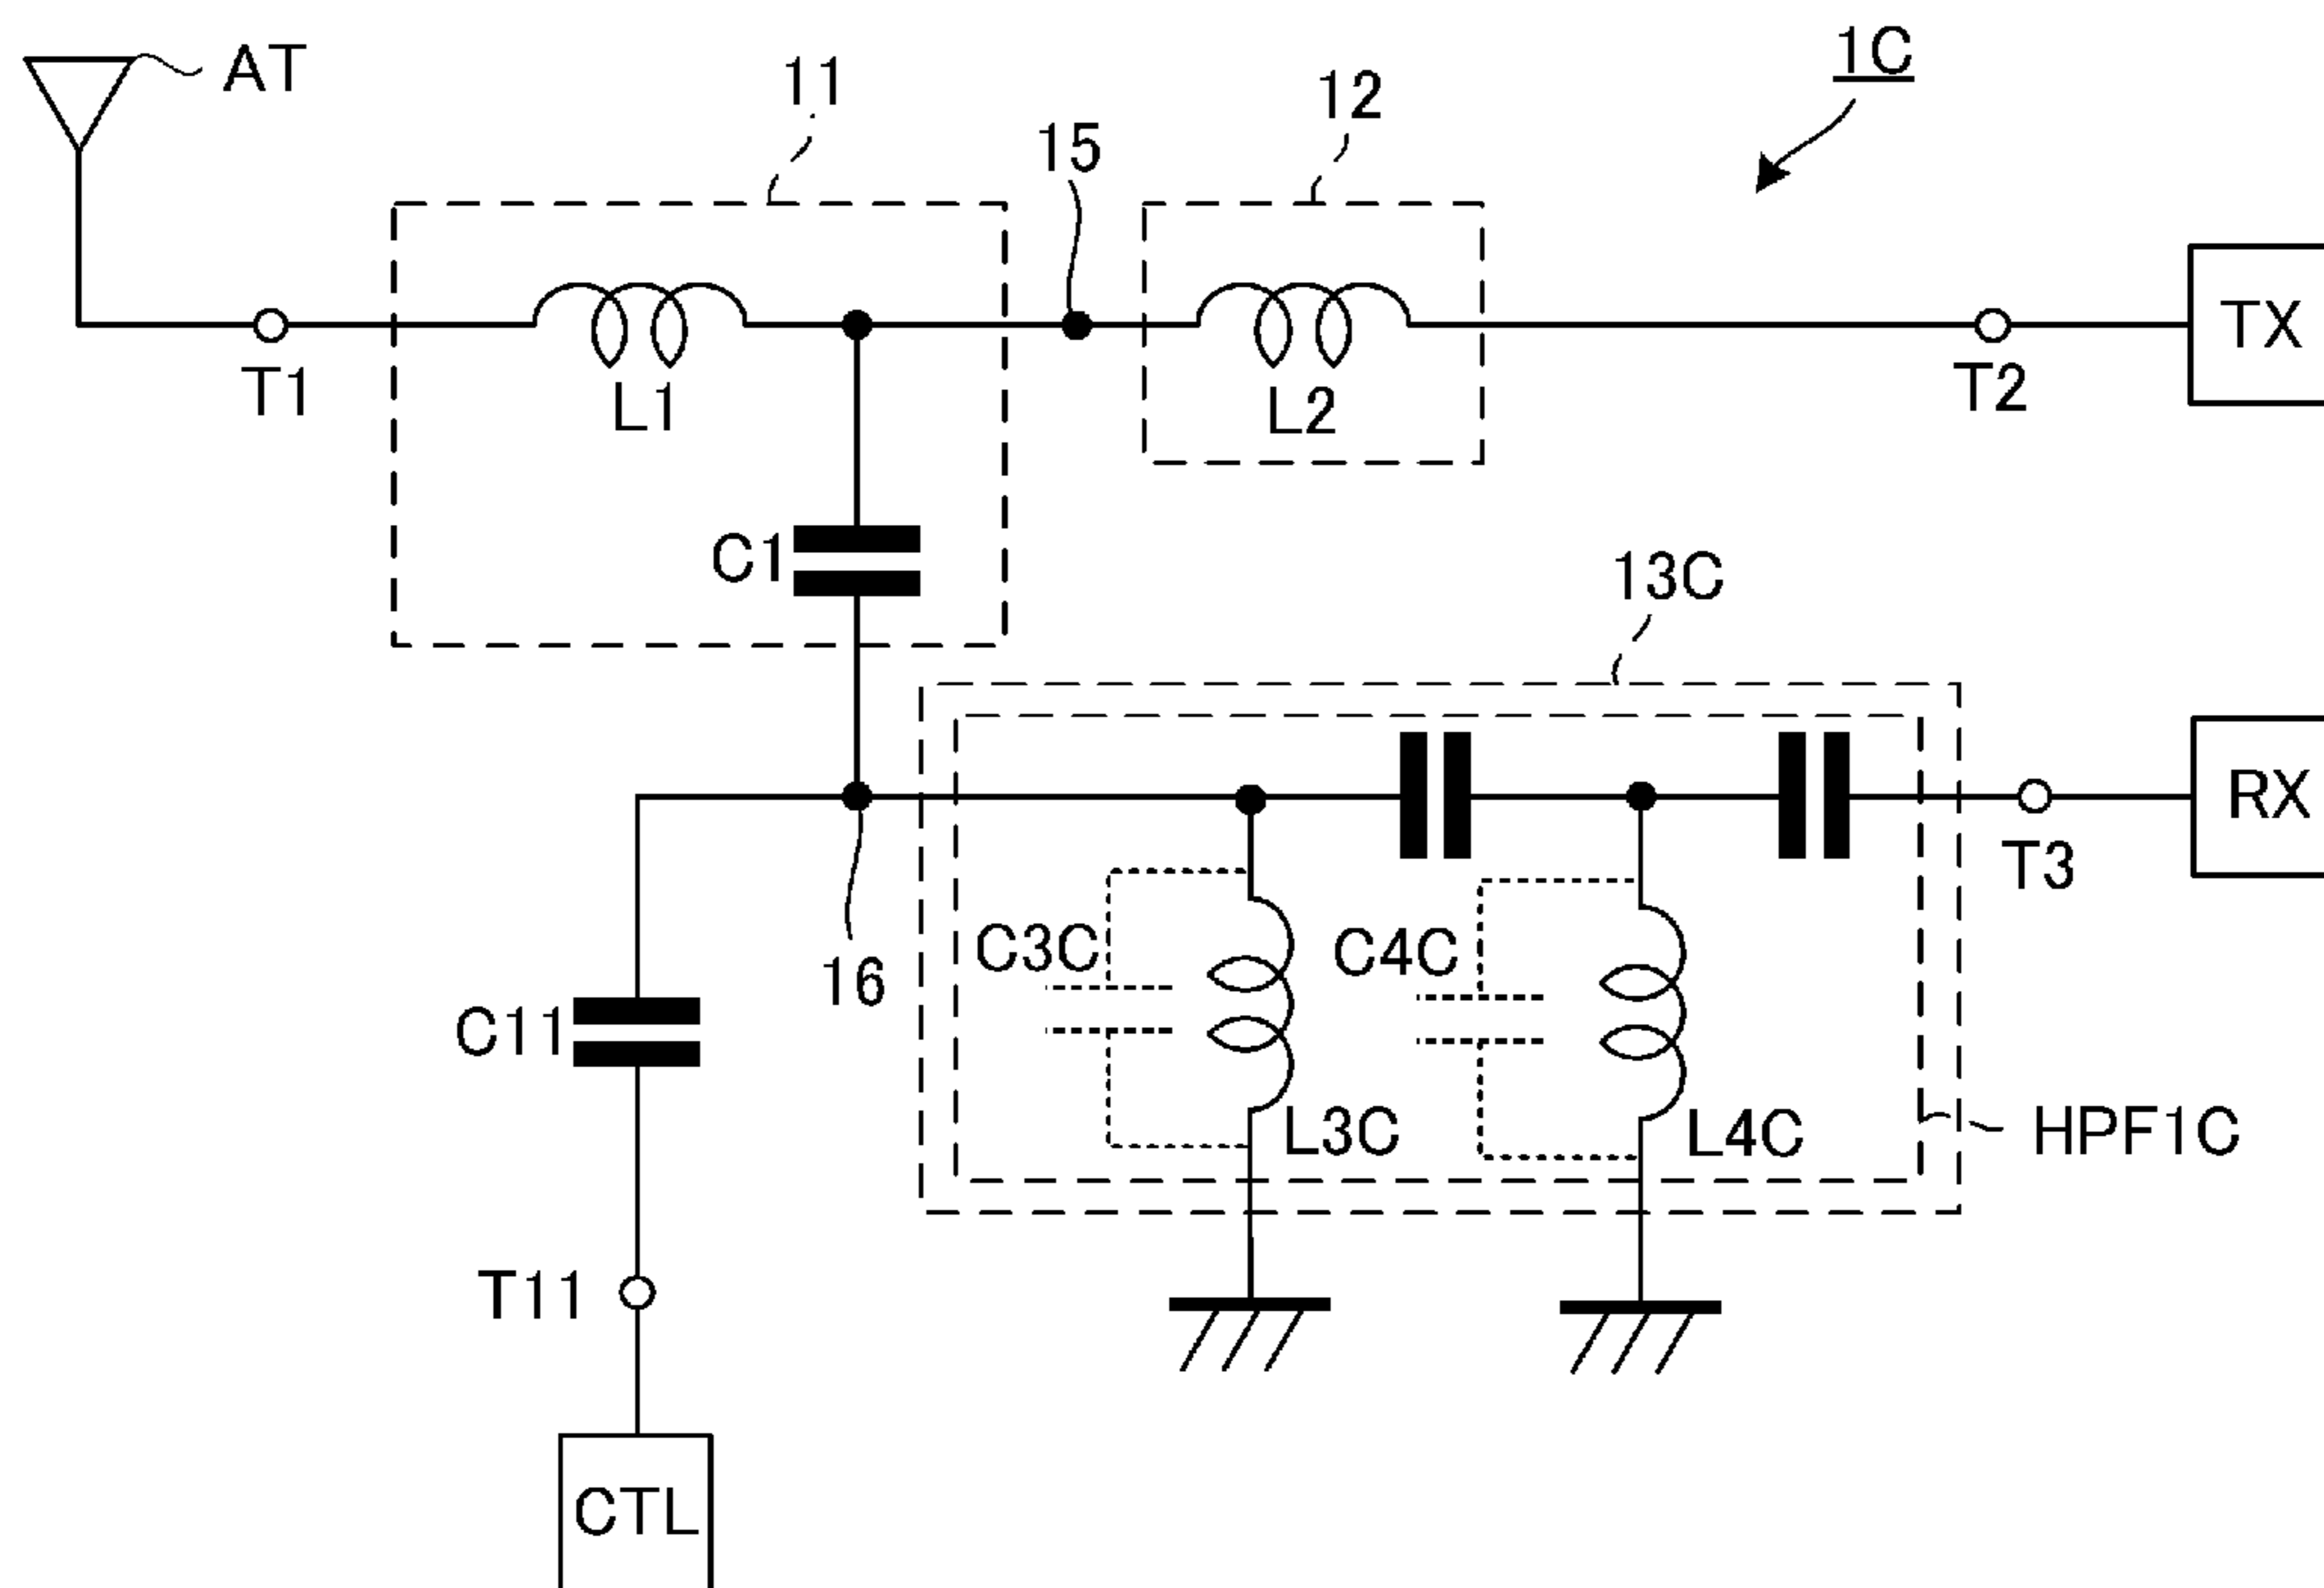 1C
AT
11
12
15
T1
L1
L2
T2
TX
C1
13C
RX
T3
C3C
C4C
16
C11
L3C
L4C
HPF1C
T11
CTL